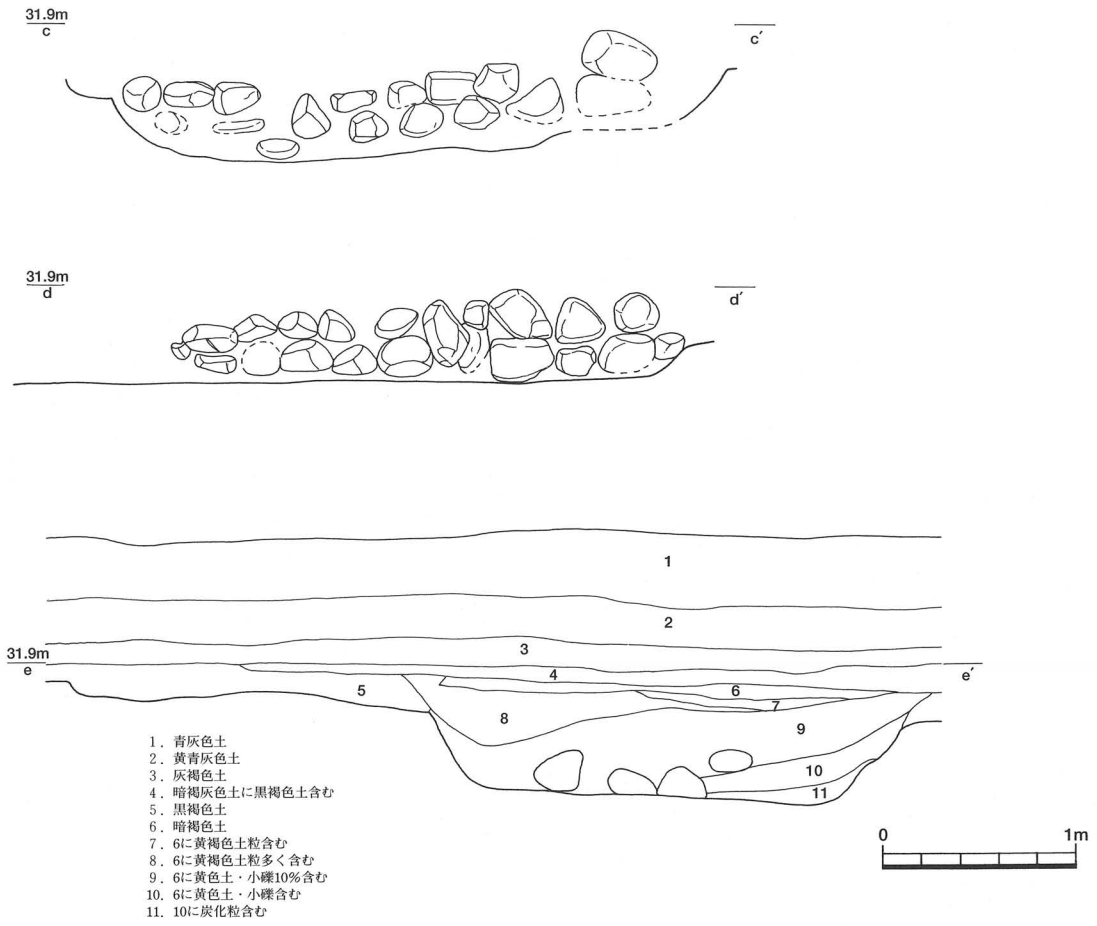 31.9m
c
c′
31.9m
d
d′
1
2
3
31.9m
e
4
e′
5
6
7
8
9
10
11
1．青灰色土
2．黄青灰色土
3．灰褐色土
4．暗褐灰色土に黒褐色土含む
5．黒褐色土
6．暗褐色土
7．6に黄褐色土粒含む
8．6に黄褐色土粒多く含む
9．6に黄色土・小礫10%含む
10．6に黄色土・小礫含む
11．10に炭化粒含む
0 1m